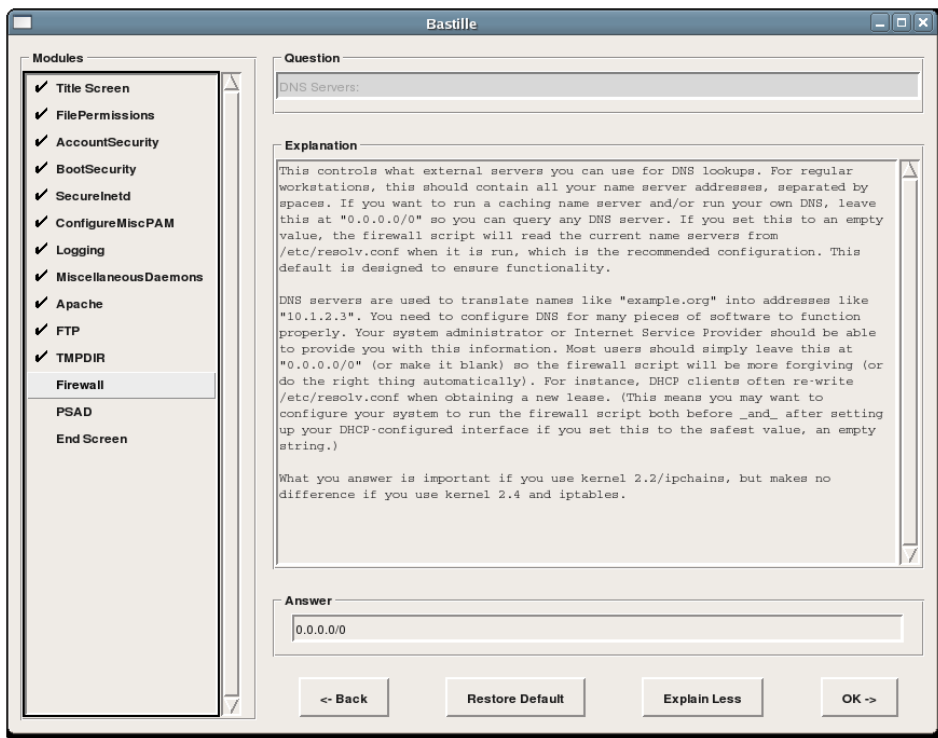 Bastille
Modules
✔ Title Screen
✔ FilePermissions
✔ AccountSecurity
✔ BootSecurity
✔ SecureInetd
✔ ConfigureMiscPAM
✔ Logging
✔ MiscellaneousDaemons
✔ Apache
✔ FTP
✔ TMPDIR
Firewall
PSAD
End Screen
Question
DNS Servers:
Explanation
This controls what external servers you can use for DNS lookups. For regular
workstations, this should contain all your name server addresses, separated by
spaces. If you want to run a caching name server and/or run your own DNS, leave
this at "0.0.0.0/0" so you can query any DNS server. If you set this to an empty
value, the firewall script will read the current name servers from
/etc/resolv.conf when it is run, which is the recommended configuration. This
default is designed to ensure functionality.
DNS servers are used to translate names like "example.org" into addresses like
"10.1.2.3". You need to configure DNS for many pieces of software to function
properly. Your system administrator or Internet Service Provider should be able
to provide you with this information. Most users should simply leave this at
"0.0.0.0/0" (or make it blank) so the firewall script will be more forgiving (or
do the right thing automatically). For instance, DHCP clients often re-write
/etc/resolv.conf when obtaining a new lease. (This means you may want to
configure your system to run the firewall script both before _and_ after setting
up your DHCP-configured interface if you set this to the safest value, an empty
string.)
What you answer is important if you use kernel 2.2/ipchains, but makes no
difference if you use kernel 2.4 and iptables.
Answer
0.0.0.0/0
<- Back
Restore Default
Explain Less
OK ->